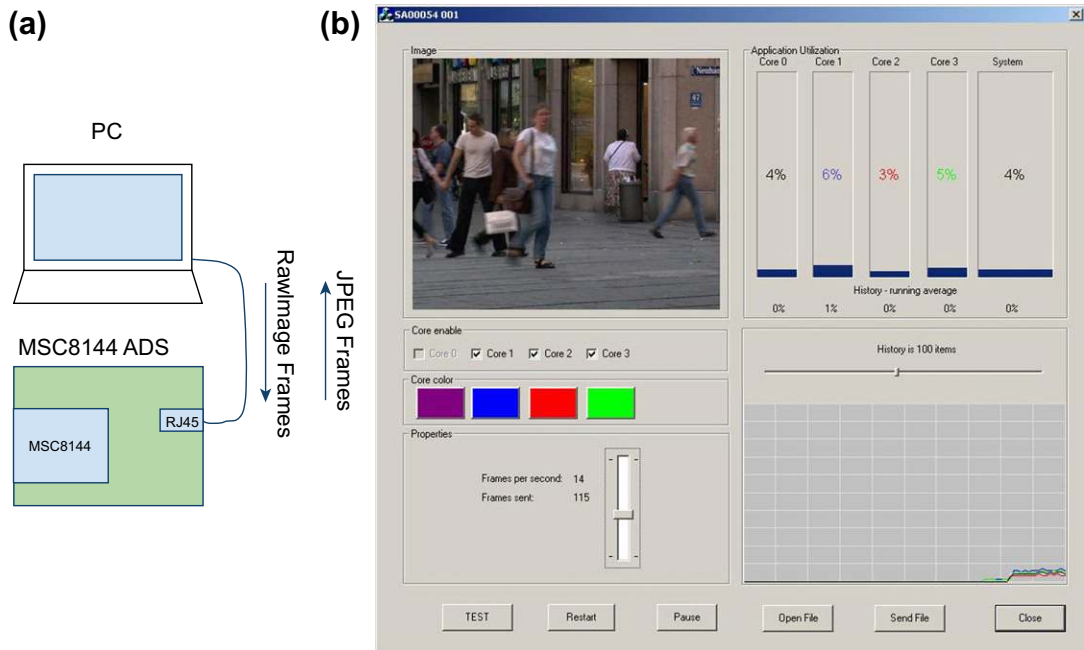 (a)
PC
RawImage Frames
JPEG Frames
MSC8144 ADS
MSC8144
RJ45
(b)
SA00054 001
Image
97
Application Utilization
Core 0 Core 1 Core 2 Core 3 System
4% 6% 3% 5% 4%
History - running average
0% 1% 0% 0% 0%
Core enable
Core 0 Core 1 Core 2 Core 3
History is 100 items
Core color
Properties
Frames per second: 14
Frames sent: 115
TEST Restart Pause Open File Send File Close